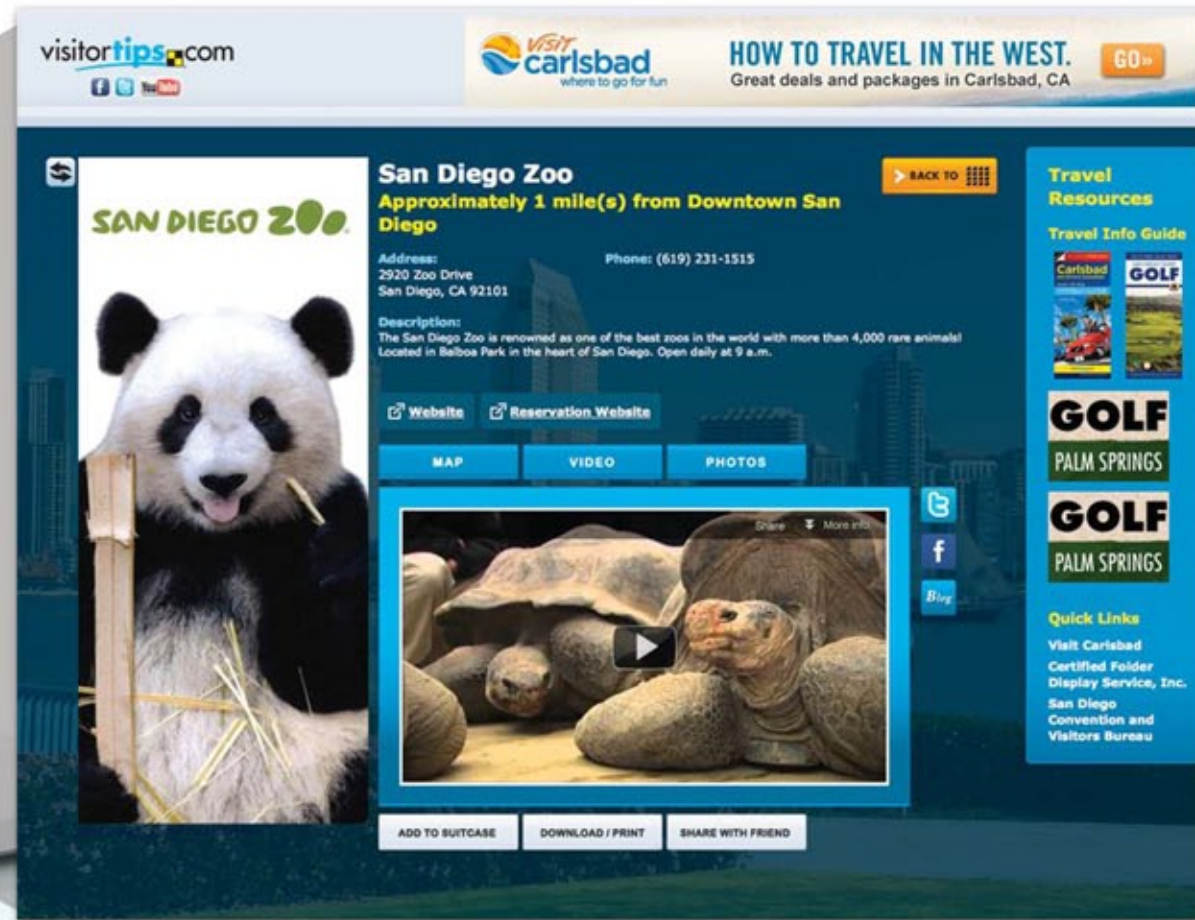 visitortips.com
You Tube
VISIT
carlsbad
where to go for fun
HOW TO TRAVEL IN THE WEST.
Great deals and packages in Carlsbad, CA
GO»
SAN DIEGO ZOO.
San Diego Zoo
Approximately 1 mile(s) from Downtown San
Diego
> BACK TO
Address:
2920 Zoo Drive
San Diego, CA 92101
Phone: (619) 231-1515
Description:
The San Diego Zoo is renowned as one of the best zoos in the world with more than 4,000 rare animals!
Located in Balboa Park in the heart of San Diego. Open daily at 9 a.m.
Website
Reservation Website
MAP
VIDEO
PHOTOS
Share
More info
Blog
ADD TO SUITCASE
DOWNLOAD / PRINT
SHARE WITH FRIEND
Travel
Resources
Travel Info Guide
Carlsbad
GOLF
GOLF
PALM SPRINGS
GOLF
PALM SPRINGS
Quick Links
Visit Carlsbad
Certified Folder
Display Service, Inc.
San Diego
Convention and
Visitors Bureau